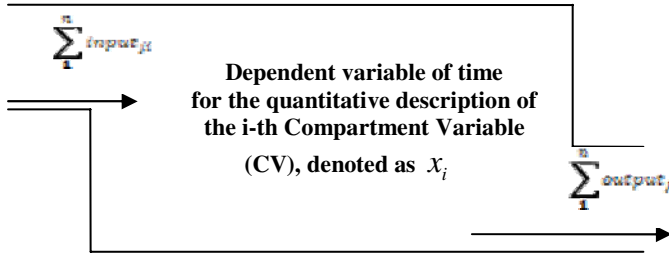 n
∑ input_ji
1
Dependent variable of time
for the quantitative description of
the i-th Compartment Variable
(CV), denoted as x_i
n
∑ output
1